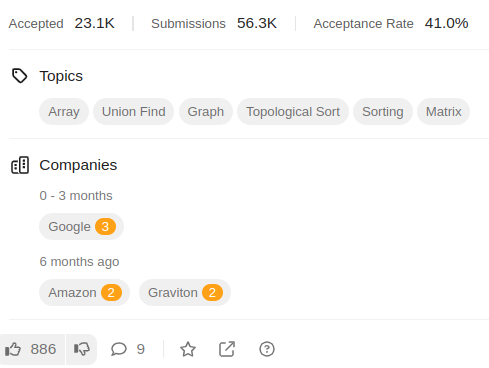 Accepted 23.1K Submissions 56.3K Acceptance Rate 41.0%
Topics
Array Union Find Graph Topological Sort Sorting Matrix
Companies
0 - 3 months
Google 3
6 months ago
Amazon 2 Graviton 2
886 9